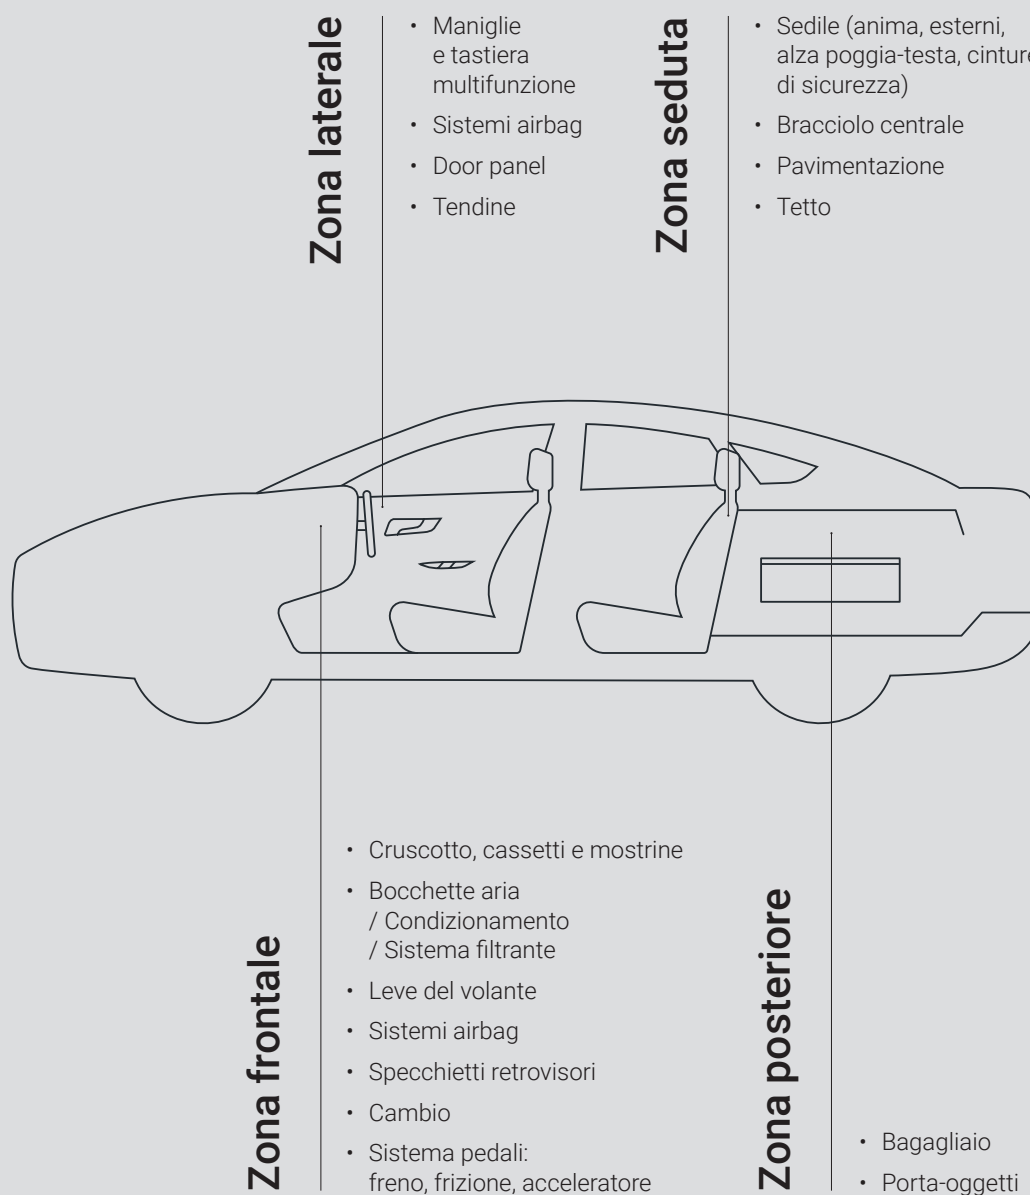 Zona laterale
• Maniglie
e tastiera
multifunzione
• Sistemi airbag
• Door panel
• Tendine
Zona seduta
• Sedile (anima, esterni,
alza poggia-testa, cinture
di sicurezza)
• Bracciolo centrale
• Pavimentazione
• Tetto
Zona frontale
• Cruscotto, cassetti e mostrine
• Bocchette aria
/ Condizionamento
/ Sistema filtrante
• Leve del volante
• Sistemi airbag
• Specchietti retrovisori
• Cambio
• Sistema pedali:
freno, frizione, acceleratore
Zona posteriore
• Bagagliaio
• Porta-oggetti